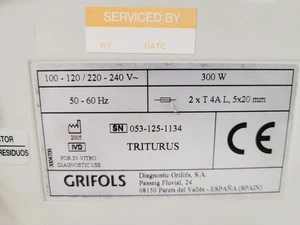 SERVICED BY
BY DATE
100 - 120 / 220 - 240 V~ 300 W
50 - 60 Hz 2 x T 4A L, 5x20 mm
2005
SN 053-125-1134
IVD
TRITURUS
FOR IN VITRO
DIAGNOSTIC USE
CE
GRIFOLS
Diagnostic Grifols, S.A.
Passeig Fluvial, 24
08150 Parets del Vallès - ESPAÑA (SPAIN)
RESIDUOS